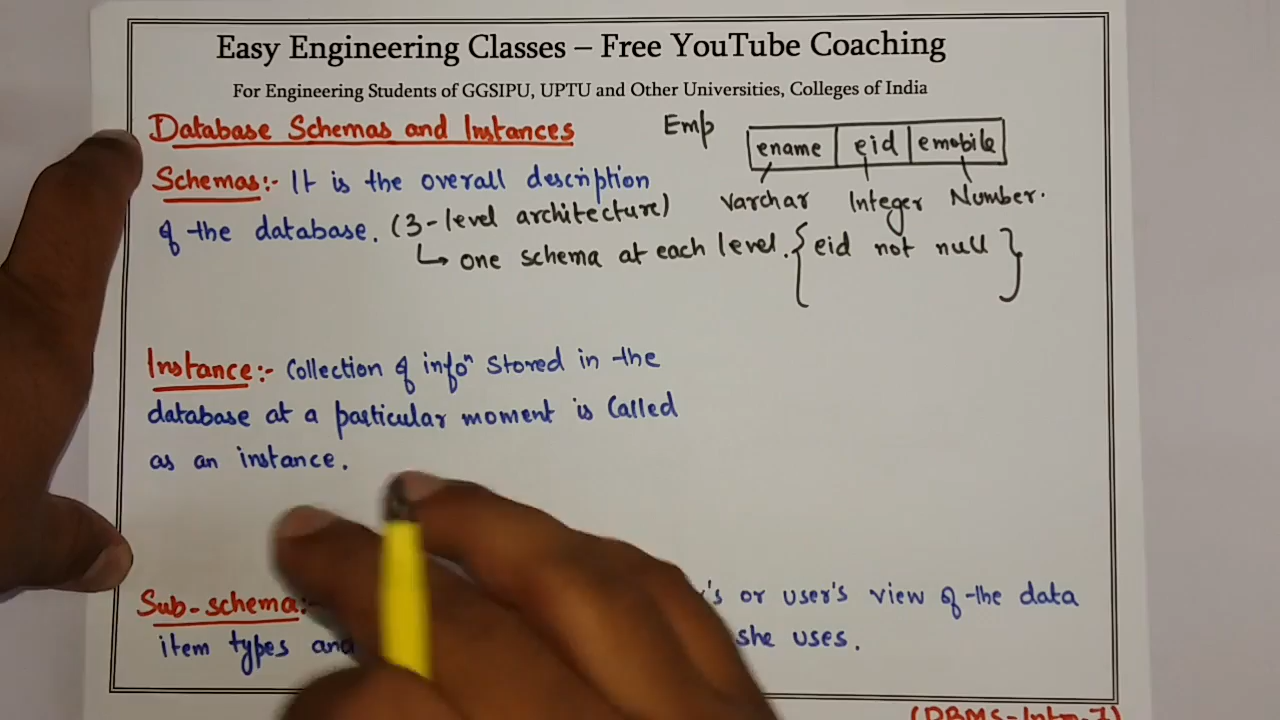 Easy Engineering Classes – Free YouTube Coaching
For Engineering Students of GGSIPU, UPTU and Other Universities, Colleges of India
Database Schemas and Instances
Emp
ename eid emobile
Varchar Integer Number.
Schemas:- It is the overall description
of the database. (3-level architecture)
↳ one schema at each level. { eid not null }
Instance:- Collection of infoⁿ stored in the
database at a particular moment is called
as an instance.
Sub-schema:- 's or user's view of the data
item types and she uses.